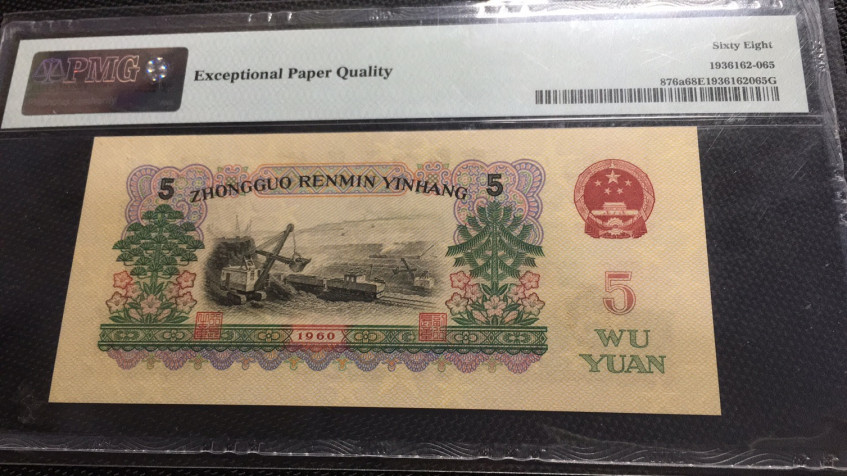 PMG
Exceptional Paper Quality
Sixty Eight
1936162-065
876a68E1936162065G
5 ZHONGGUO RENMIN YINHANG 5
5
1960
WU
YUAN